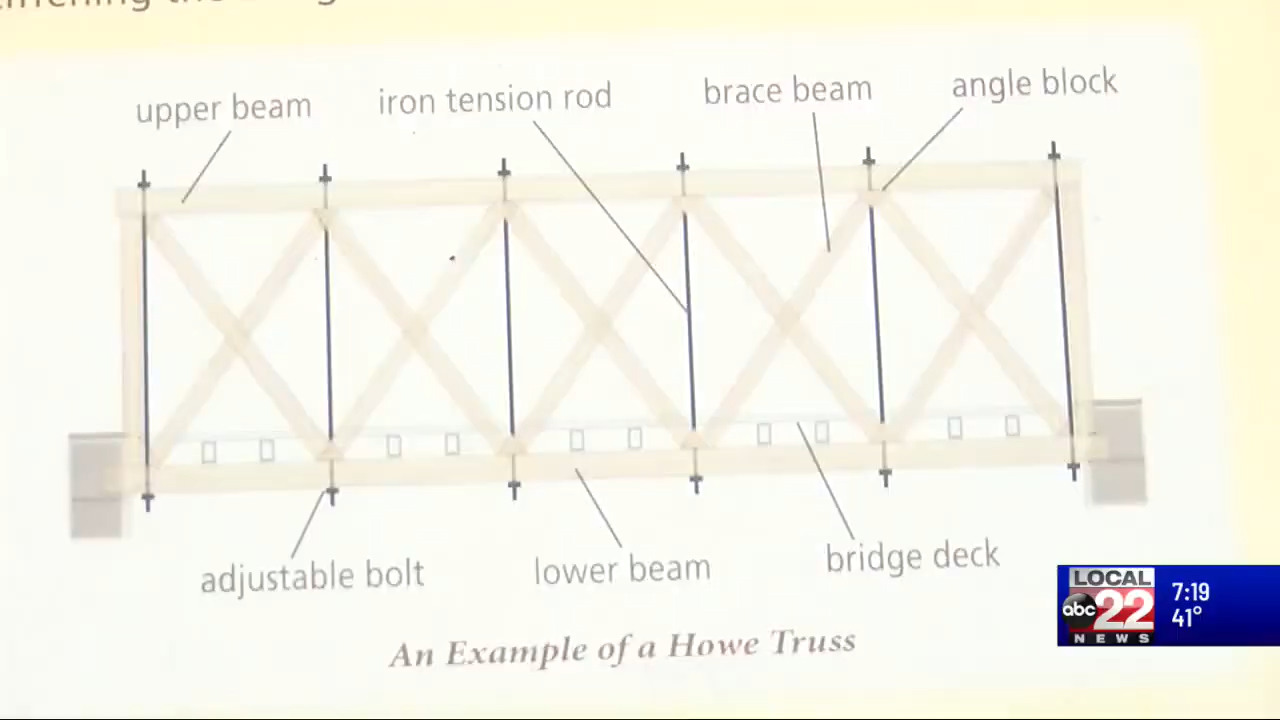 upper beam
iron tension rod
brace beam
angle block
adjustable bolt
lower beam
bridge deck
An Example of a Howe Truss
LOCAL
abc 22
NEWS
7:19
41°